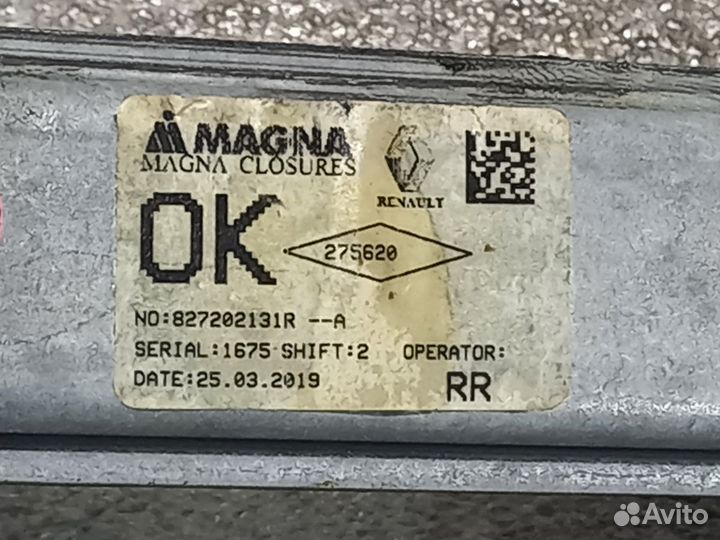 MAGNA
MAGNA CLOSURES
RENAULT
OK
275620
NO:827202131R --A
SERIAL:1675 SHIFT:2 OPERATOR:
DATE:25.03.2019 RR
Avito